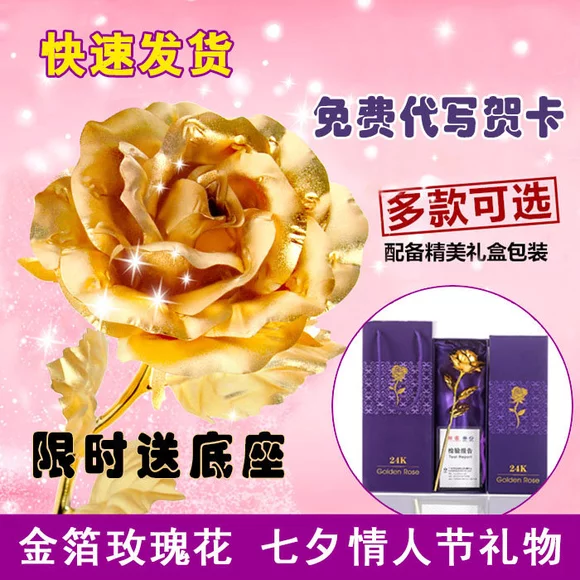 快速发货
免费代写贺卡
多款可选
配备精美礼盒包装
限时送底座
24K
Golden Rose
检验报告
Test Report
24K
Golden Rose
金箔玫瑰花 七夕情人节礼物